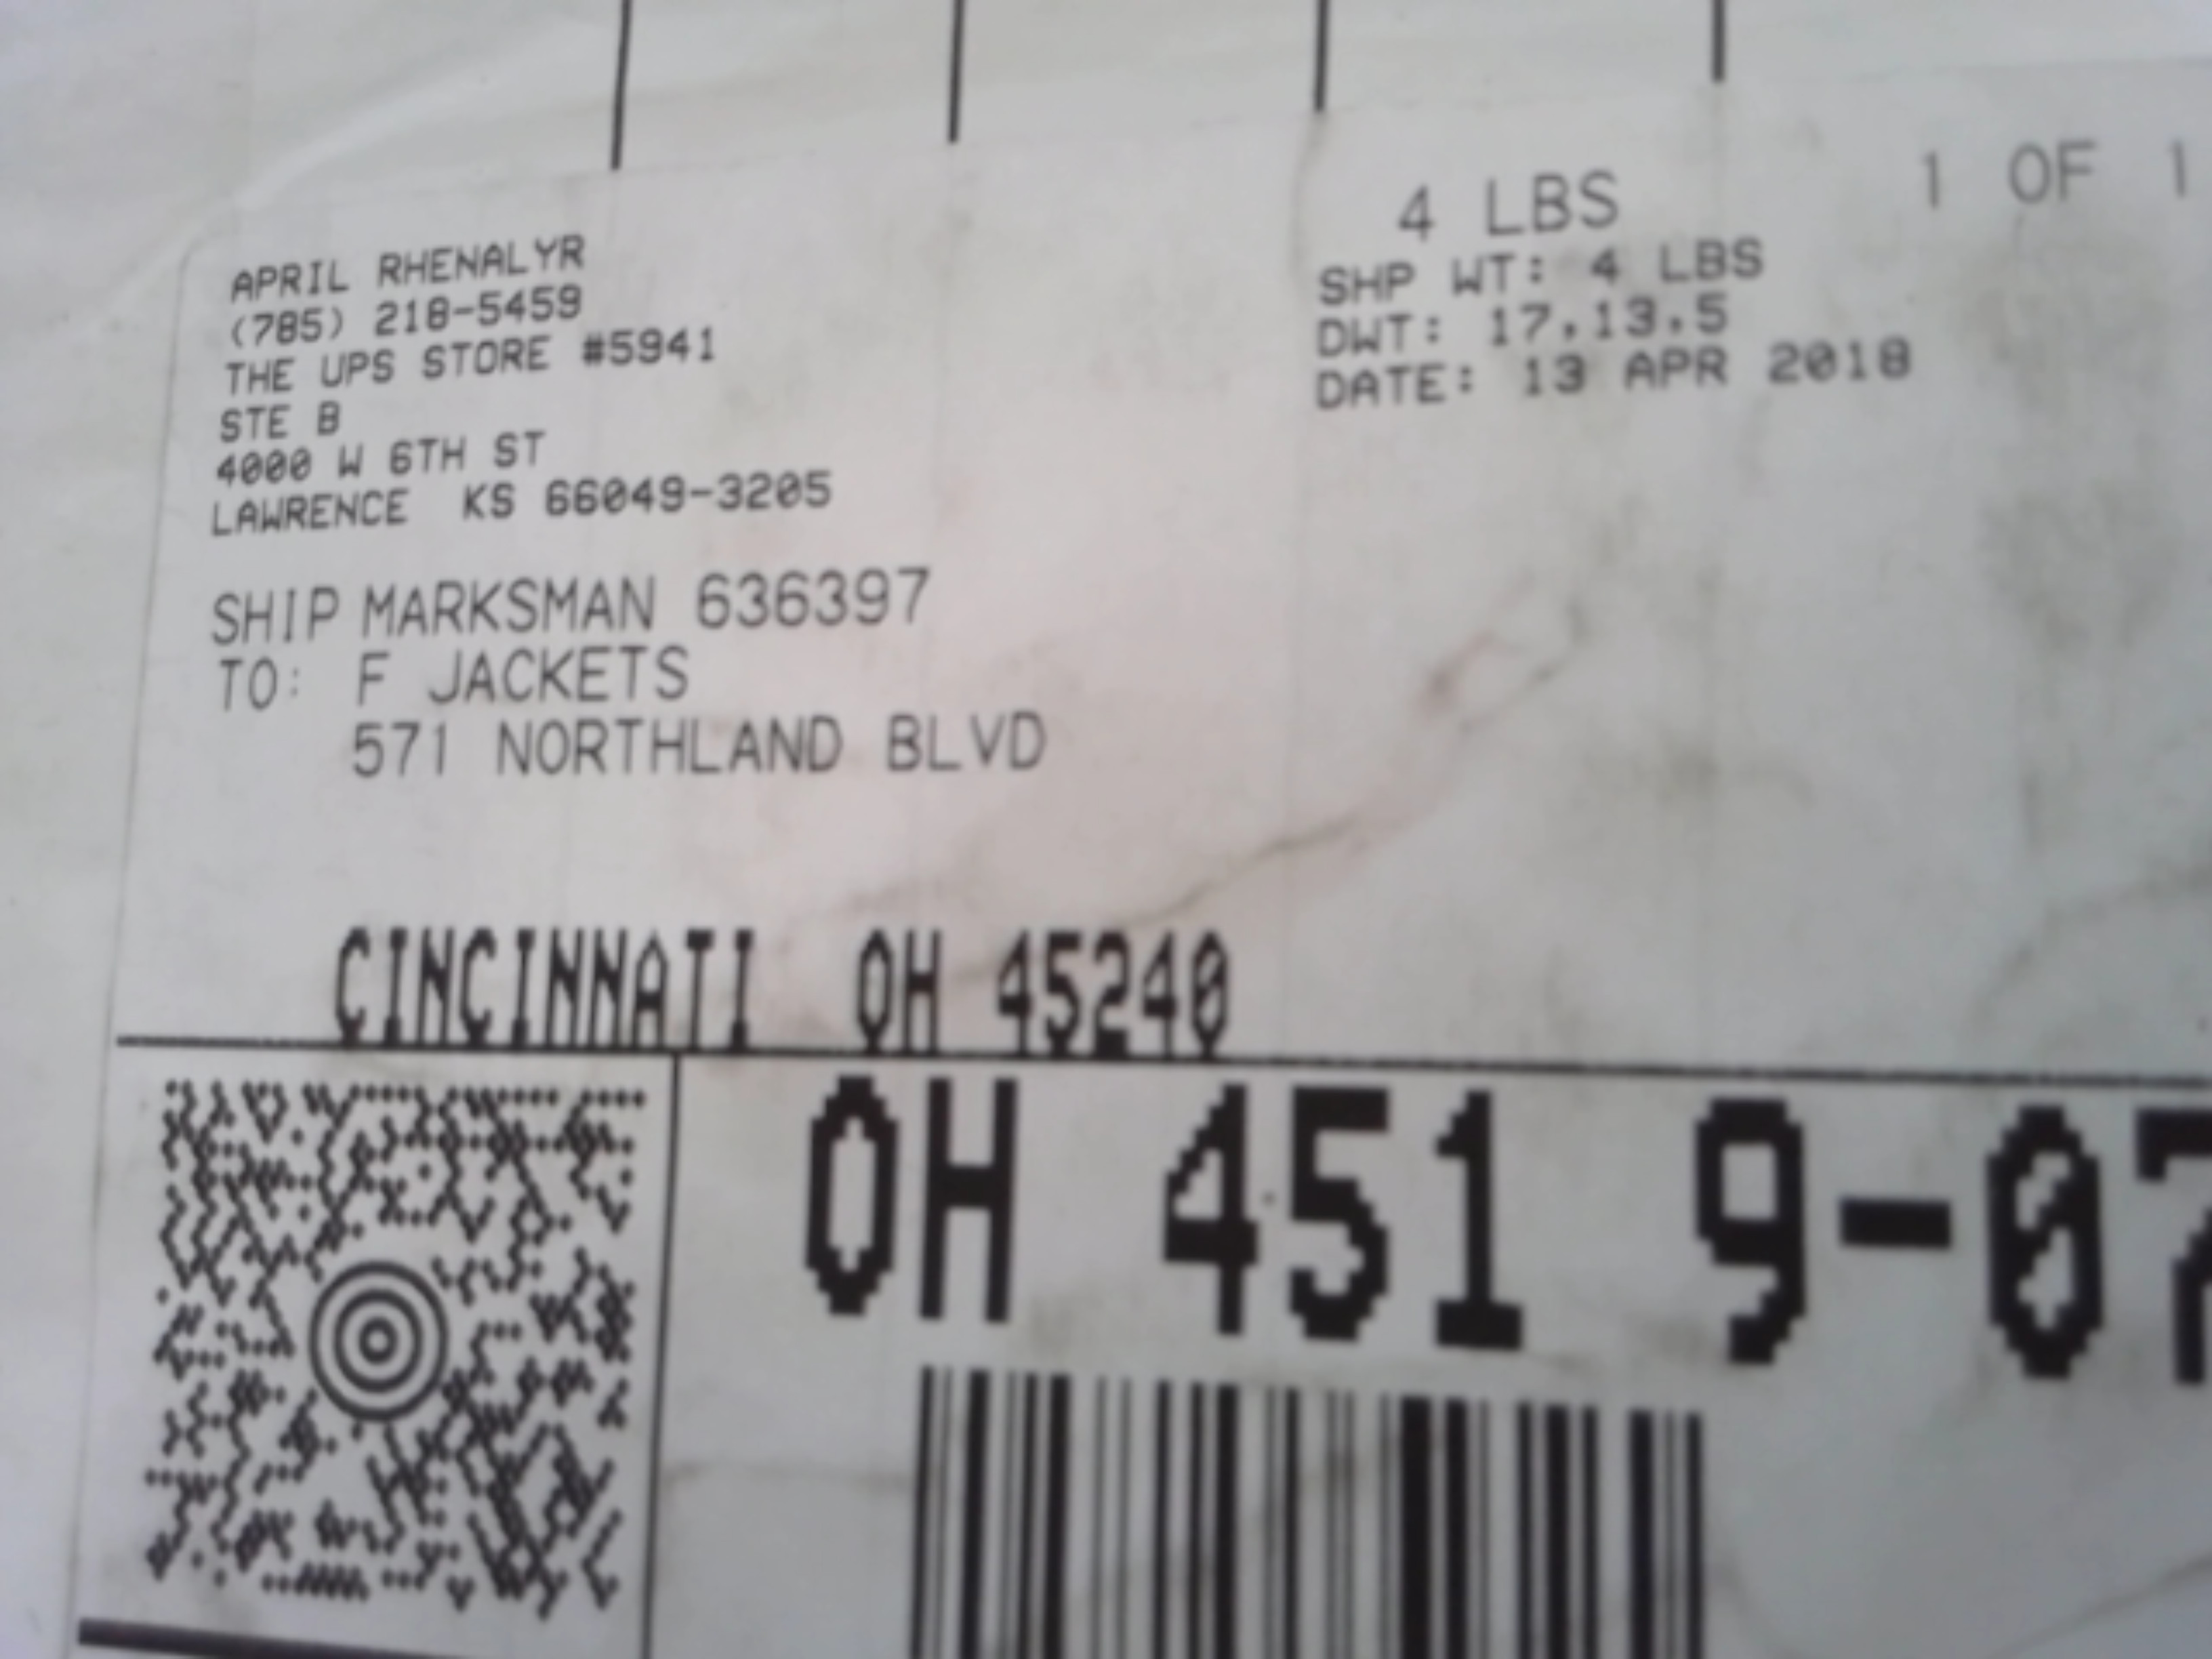 APRIL RHENALYR
(785) 218-5459
THE UPS STORE #5941
STE B
4000 W 6TH ST
LAWRENCE KS 66049-3205
4 LBS 1 OF 1
SHP WT: 4 LBS
DWT: 17,13,5
DATE: 13 APR 2018
SHIP MARKSMAN 636397
TO: F JACKETS
571 NORTHLAND BLVD
CINCINNATI OH 45240
OH 451 9-07